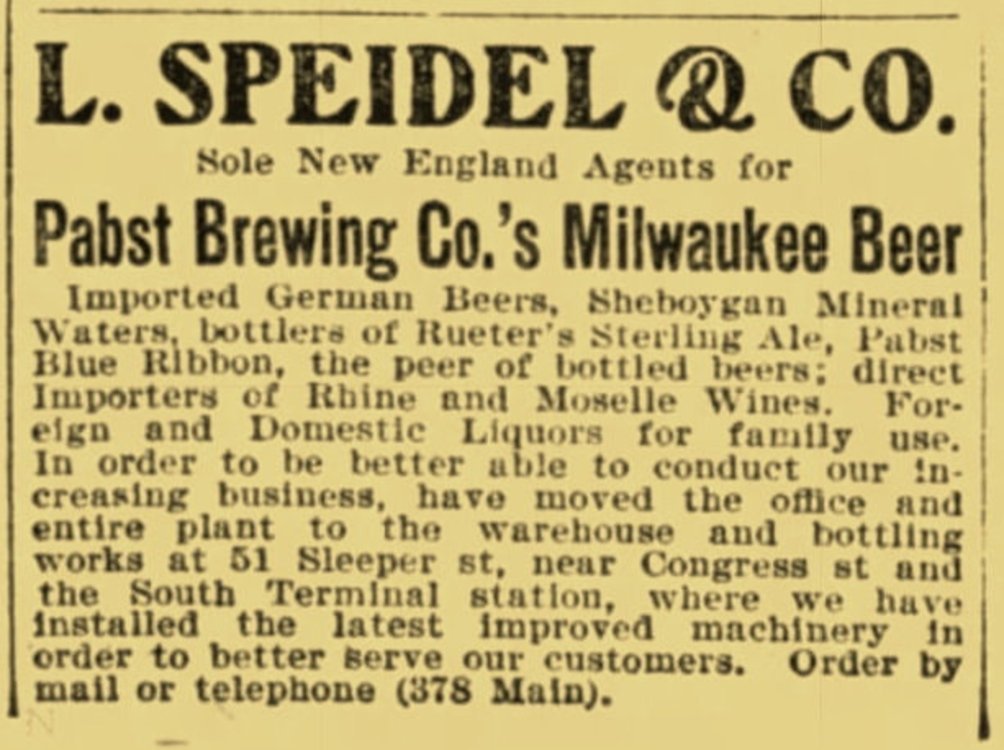 L. SPEIDEL & CO.
Sole New England Agents for
Pabst Brewing Co.'s Milwaukee Beer
Imported German Beers, Sheboygan Mineral
Waters, bottlers of Rueter's Sterling Ale, Pabst
Blue Ribbon, the peer of bottled beers; direct
Importers of Rhine and Moselle Wines. For-
eign and Domestic Liquors for family use.
In order to be better able to conduct our in-
creasing business, have moved the office and
entire plant to the warehouse and bottling
works at 51 Sleeper st, near Congress st and
the South Terminal station, where we have
installed the latest improved machinery in
order to better serve our customers. Order by
mail or telephone (378 Main).